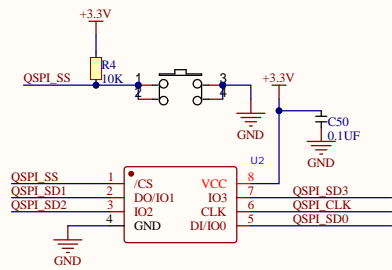 +3.3V
R4
10K
QSPI_SS
1
2
3
4
GND
+3.3V
C50
0.1UF
GND
U2
QSPI_SS 1 /CS VCC 8
QSPI_SD1 2 DO/IO1 IO3 7 QSPI_SD3
QSPI_SD2 3 IO2 CLK 6 QSPI_CLK
4 GND DI/IO0 5 QSPI_SD0
GND